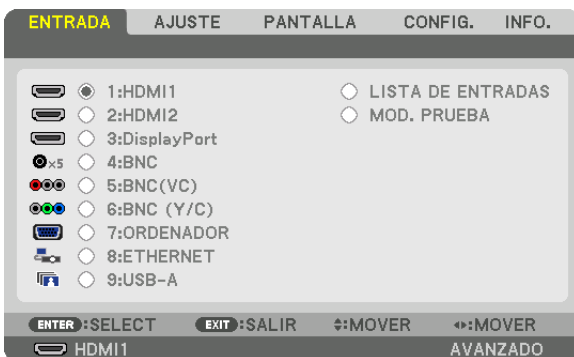 ENTRADA AJUSTE PANTALLA CONFIG. INFO.
1:HDMI1 LISTA DE ENTRADAS
2:HDMI2 MOD. PRUEBA
3:DisplayPort
×5 4:BNC
5:BNC(VC)
6:BNC (Y/C)
7:ORDENADOR
8:ETHERNET
9:USB-A
ENTER :SELECT EXIT :SALIR :MOVER :MOVER
HDMI1 AVANZADO